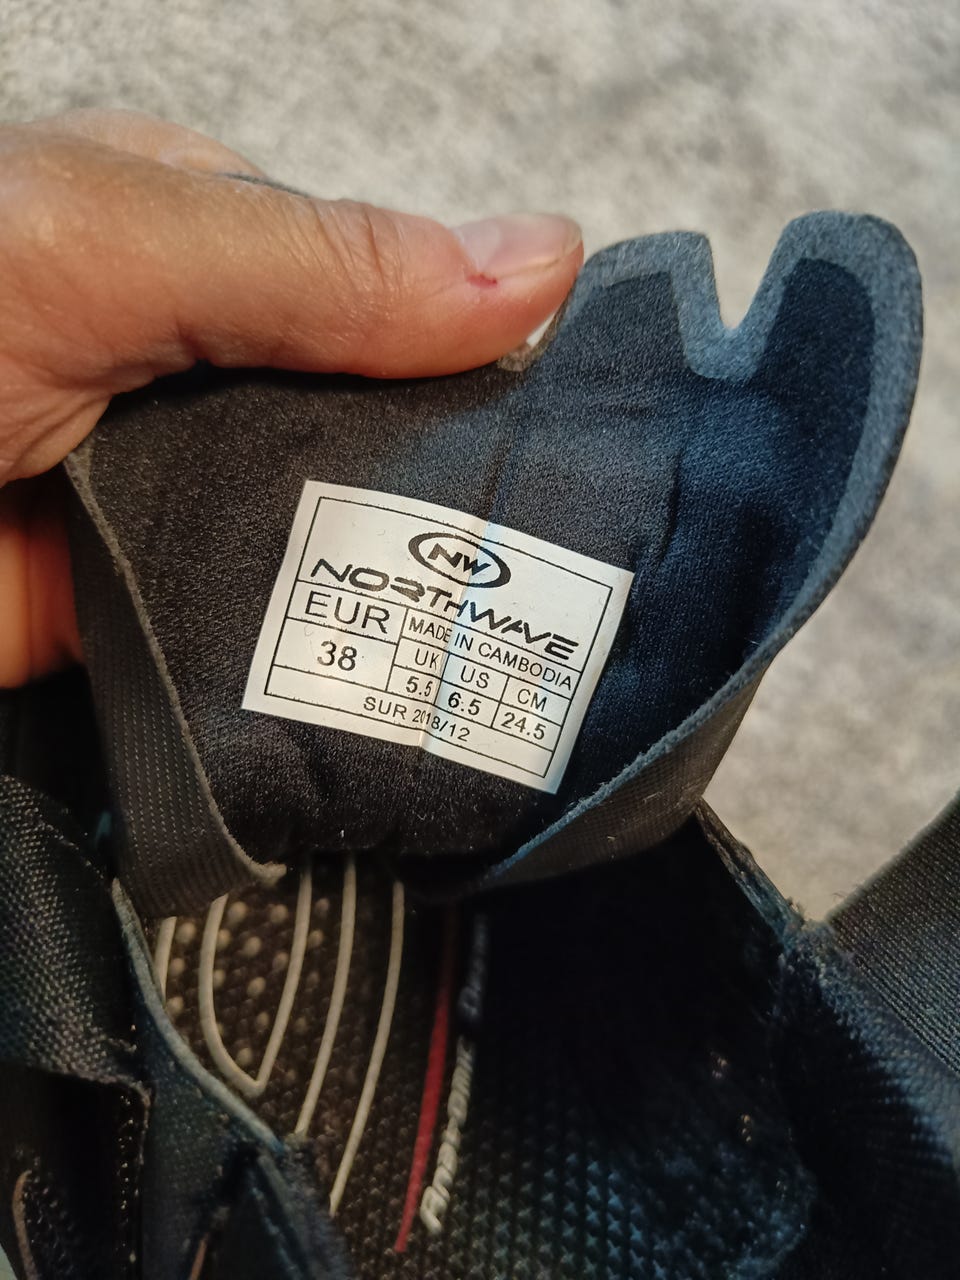 NW
NORTHWAVE
EUR
38
MADE IN CAMBODIA
UK US CM
5.5 6.5 24.5
SUR 2018/12